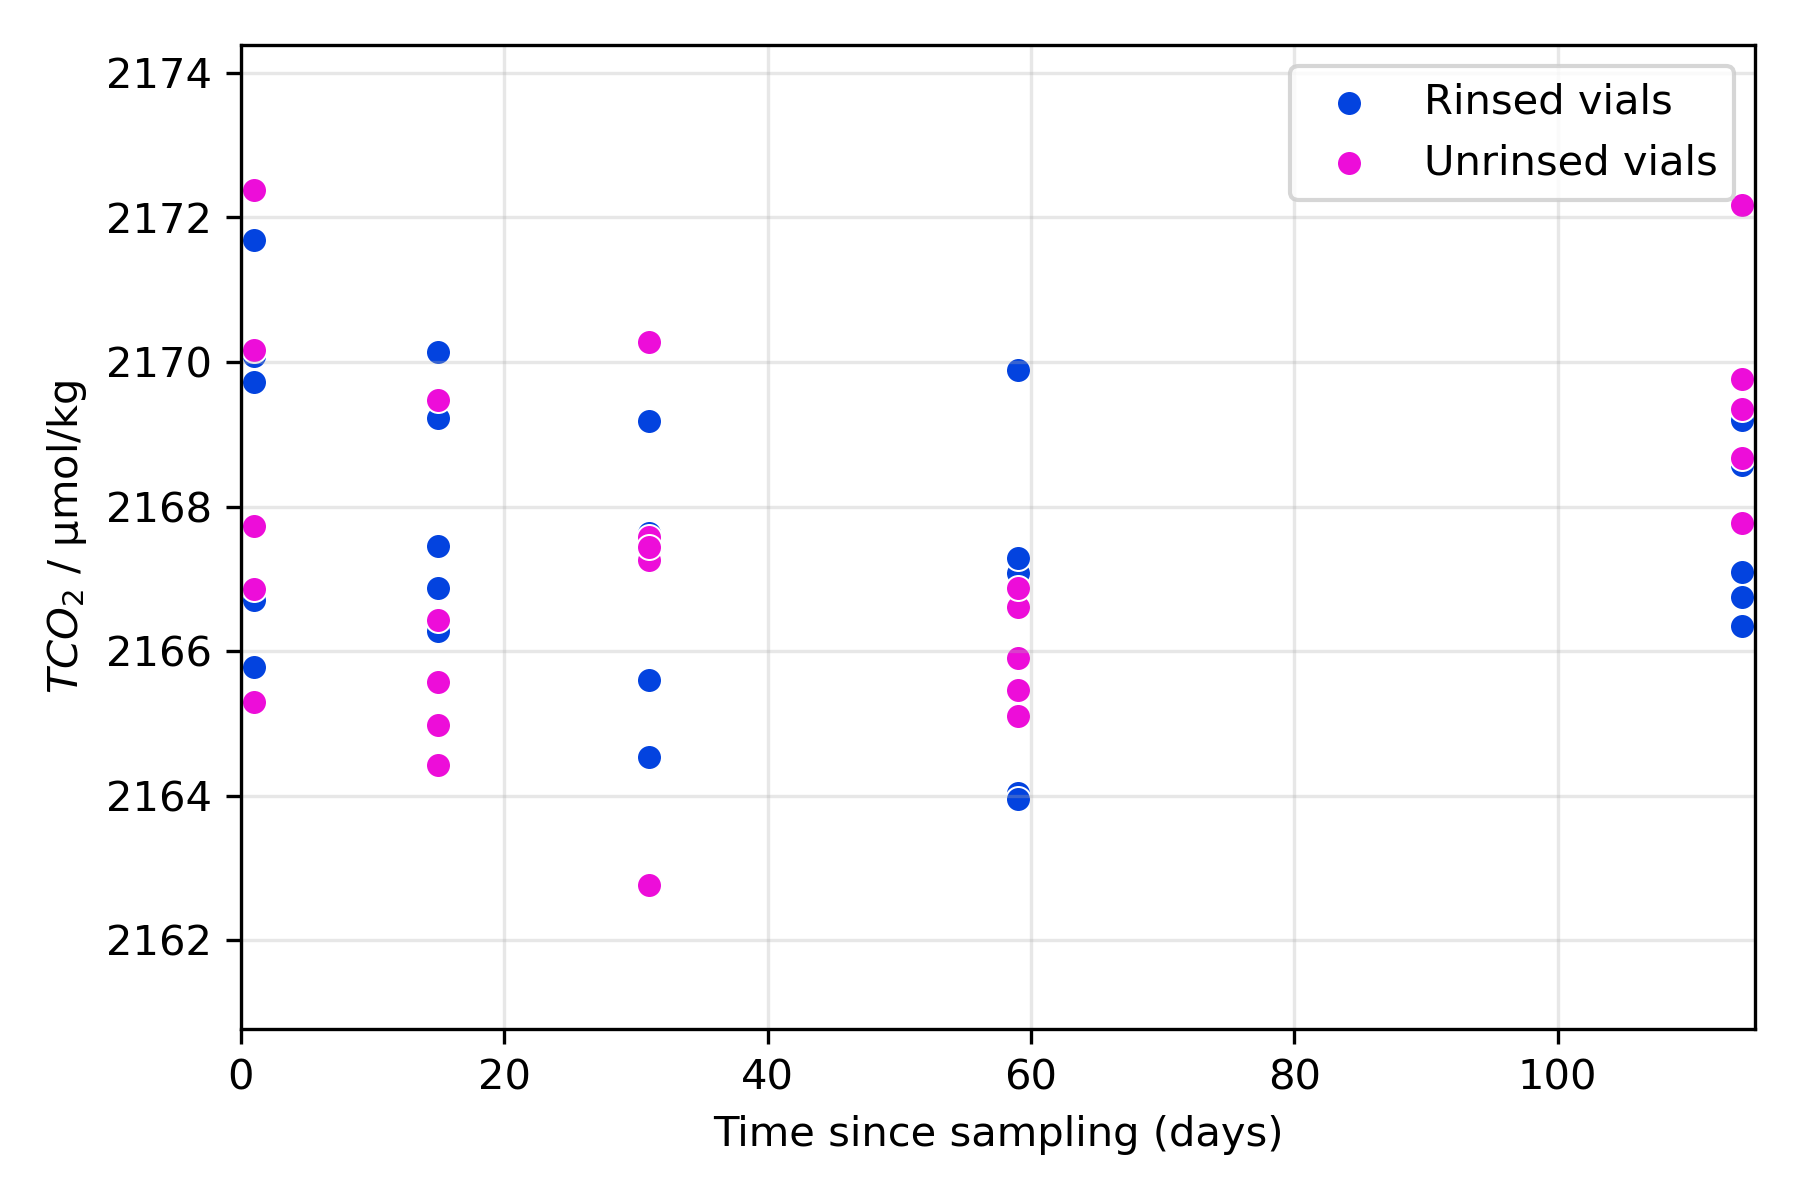 2174
2172
2170
2168
2166
2164
2162
TCO₂ / µmol/kg
Rinsed vials
Unrinsed vials
0 20 40 60 80 100
Time since sampling (days)